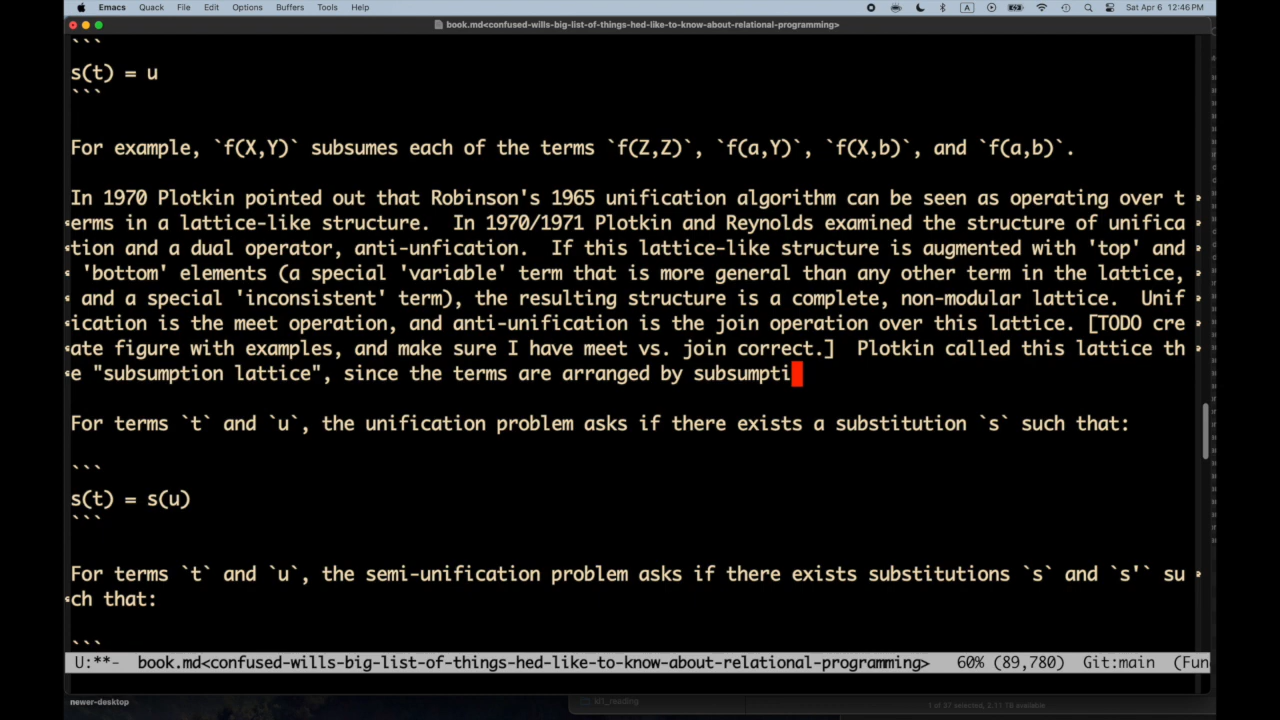 Emacs Quack File Edit Options Buffers Tools Help A Sat Apr 6 12:46 PM
book.md<confused-wills-big-list-of-things-hed-like-to-know-about-relational-programming>
```
s(t) = u
```
For example, `f(X,Y)` subsumes each of the terms `f(Z,Z)`, `f(a,Y)`, `f(X,b)`, and `f(a,b)`.
In 1970 Plotkin pointed out that Robinson's 1965 unification algorithm can be seen as operating over t
erms in a lattice-like structure.  In 1970/1971 Plotkin and Reynolds examined the structure of unifica
tion and a dual operator, anti-unfication.  If this lattice-like structure is augmented with 'top' and
 'bottom' elements (a special 'variable' term that is more general than any other term in the lattice,
 and a special 'inconsistent' term), the resulting structure is a complete, non-modular lattice.  Unif
ication is the meet operation, and anti-unification is the join operation over this lattice. [TODO cre
ate figure with examples, and make sure I have meet vs. join correct.]  Plotkin called this lattice th
e "subsumption lattice", since the terms are arranged by subsumpti
For terms `t` and `u`, the unification problem asks if there exists a substitution `s` such that:
```
s(t) = s(u)
```
For terms `t` and `u`, the semi-unification problem asks if there exists substitutions `s` and `s'` su
ch that:
```
U:**-  book.md<confused-wills-big-list-of-things-hed-like-to-know-about-relational-programming>   60% (89,780)  Git:main  (Fun
newer-desktop kl1_reading 1 of 37 selected, 2.11 TB available